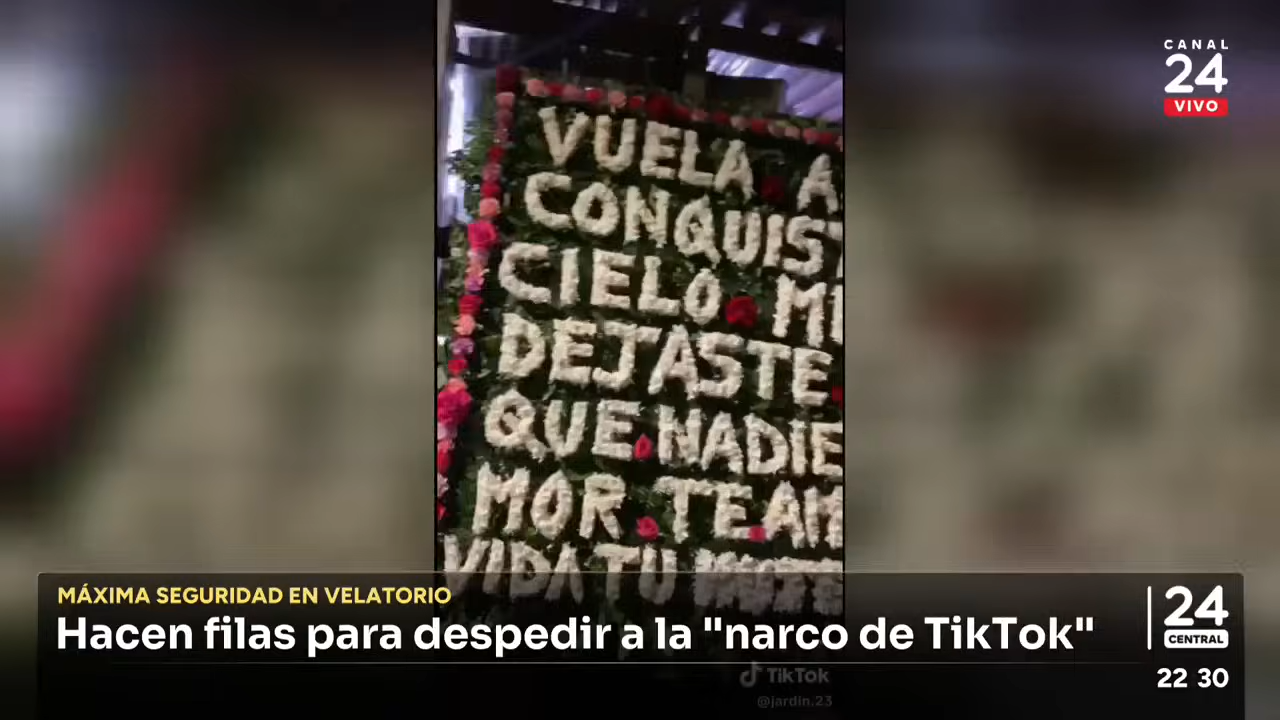 CANAL
24
VIVO
VUELA A
CONQUIST
CIELO MI
DEJASTE
QUE NADIE
MOR TE AM
VIDA TU
MÁXIMA SEGURIDAD EN VELATORIO
Hacen filas para despedir a la "narco de TikTok"
24
CENTRAL
22 30
TikTok
@jardin.23